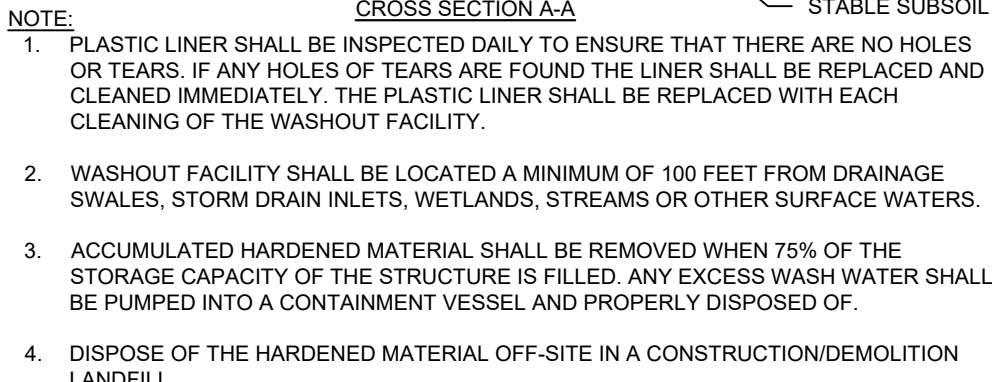 CROSS SECTION A-A
STABLE SUBSOIL
NOTE:
1. PLASTIC LINER SHALL BE INSPECTED DAILY TO ENSURE THAT THERE ARE NO HOLES
OR TEARS. IF ANY HOLES OF TEARS ARE FOUND THE LINER SHALL BE REPLACED AND
CLEANED IMMEDIATELY. THE PLASTIC LINER SHALL BE REPLACED WITH EACH
CLEANING OF THE WASHOUT FACILITY.
2. WASHOUT FACILITY SHALL BE LOCATED A MINIMUM OF 100 FEET FROM DRAINAGE
SWALES, STORM DRAIN INLETS, WETLANDS, STREAMS OR OTHER SURFACE WATERS.
3. ACCUMULATED HARDENED MATERIAL SHALL BE REMOVED WHEN 75% OF THE
STORAGE CAPACITY OF THE STRUCTURE IS FILLED. ANY EXCESS WASH WATER SHALL
BE PUMPED INTO A CONTAINMENT VESSEL AND PROPERLY DISPOSED OF.
4. DISPOSE OF THE HARDENED MATERIAL OFF-SITE IN A CONSTRUCTION/DEMOLITION
LANDFILL